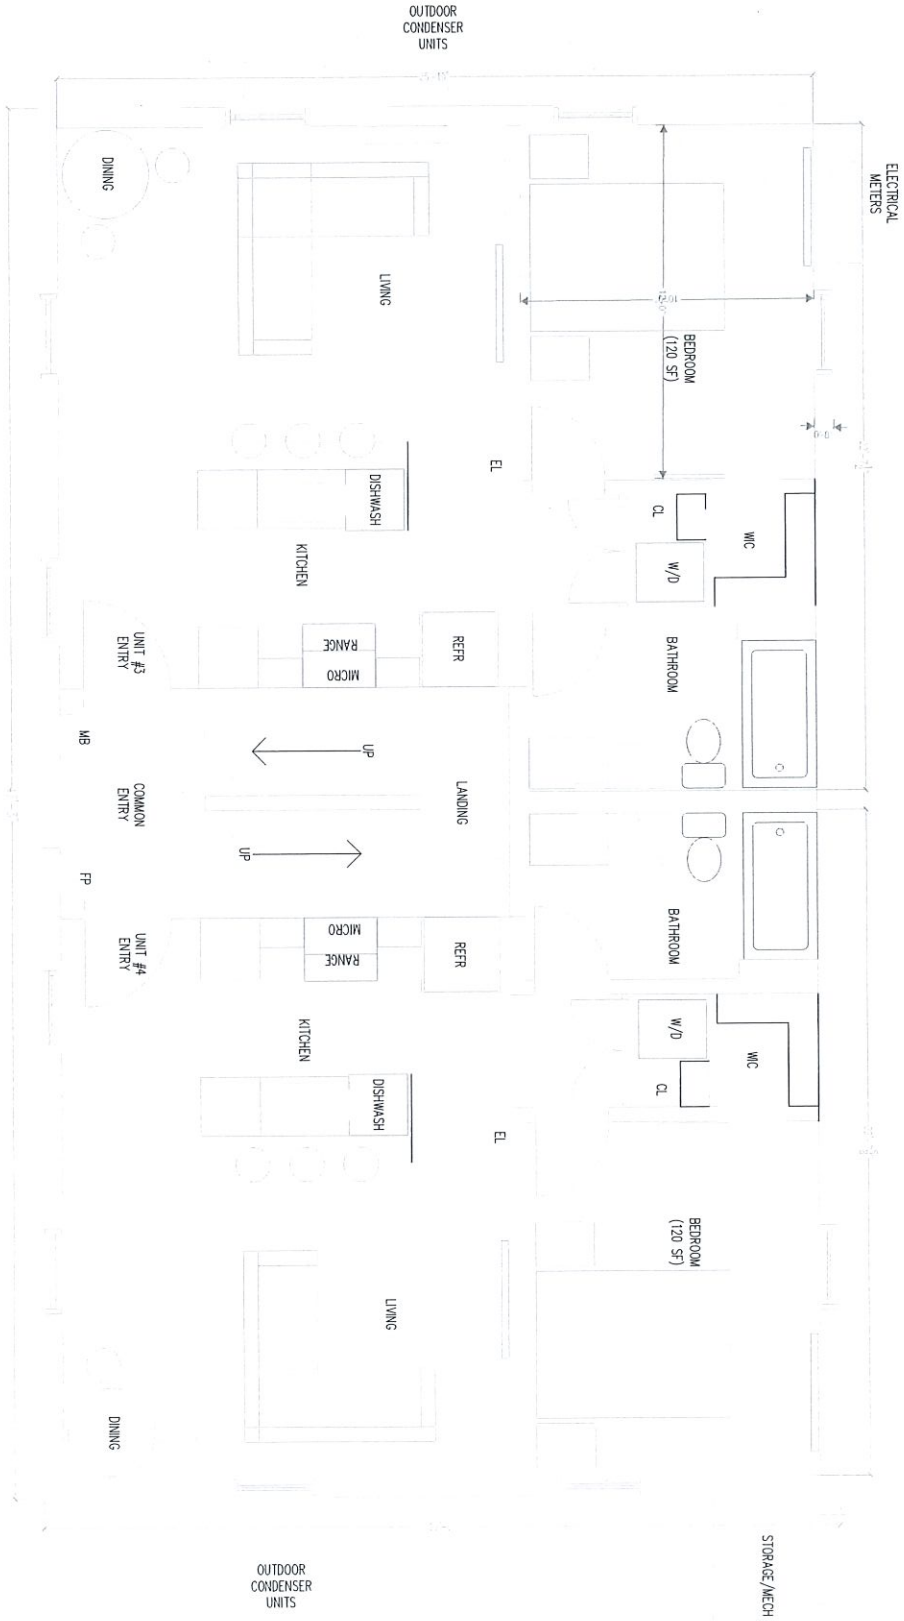 OUTDOOR
CONDENSER
UNITS
ELECTRICAL
METERS
DINING
LIVING
BEDROOM
(120 SF)
EL
DISHWASH
CL
WIC
KITCHEN
W/D
UNIT #3
ENTRY
RANGE
MICRO
REFR
BATHROOM
MB
UP
COMMON
ENTRY
LANDING
UP
FP
UNIT #4
ENTRY
MICRO
RANGE
REFR
BATHROOM
KITCHEN
W/D
WIC
DISHWASH
CL
EL
BEDROOM
(120 SF)
LIVING
DINING
OUTDOOR
CONDENSER
UNITS
STORAGE/MECH